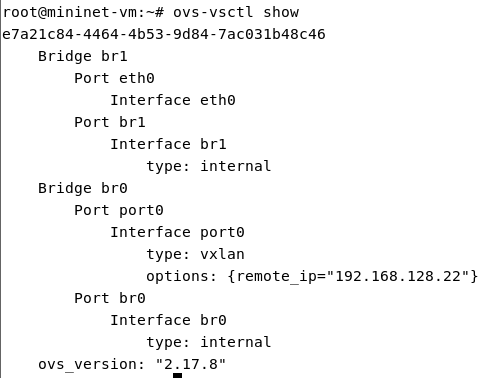 root@mininet-vm:~# ovs-vsctl show
e7a21c84-4464-4b53-9d84-7ac031b48c46
    Bridge br1
        Port eth0
            Interface eth0
        Port br1
            Interface br1
                type: internal
    Bridge br0
        Port port0
            Interface port0
                type: vxlan
                options: {remote_ip="192.168.128.22"}
        Port br0
            Interface br0
                type: internal
    ovs_version: "2.17.8"